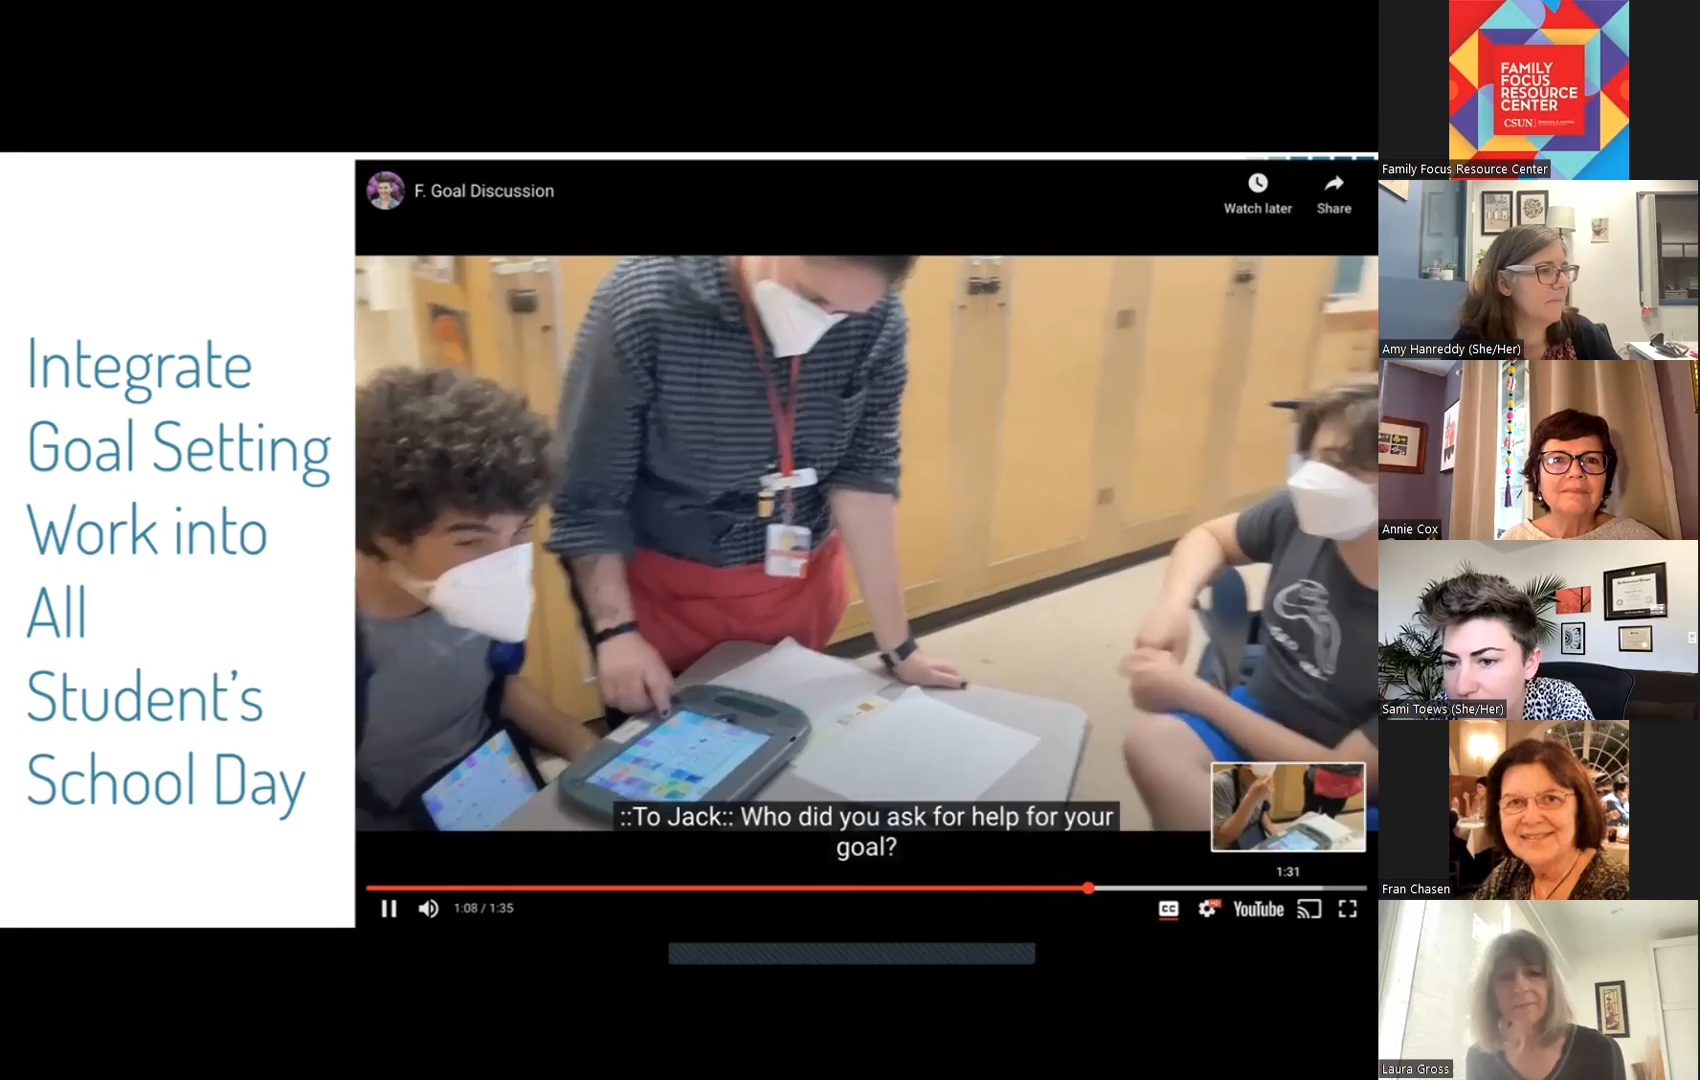 Integrate
Goal Setting
Work into
All
Student's
School Day
F. Goal Discussion
Watch later
Share
::To Jack:: Who did you ask for help for your
goal?
1:31
1:08 / 1:35
CC
HD
YouTube
FAMILY
FOCUS
RESOURCE
CENTER
CSUN
Family Focus Resource Center
Amy Hanreddy (She/Her)
Annie Cox
Sami Toews (She/Her)
Fran Chasen
Laura Gross